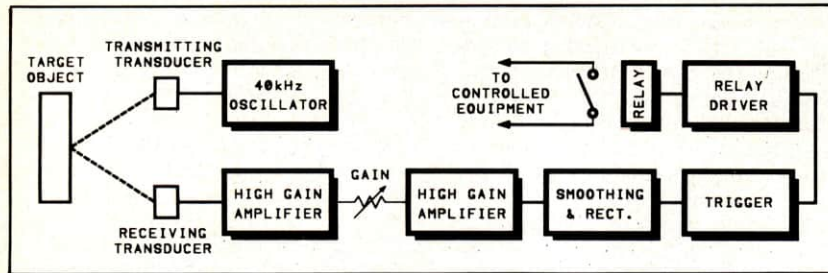 TARGET
OBJECT
TRANSMITTING
TRANSDUCER
40kHz
OSCILLATOR
TO
CONTROLLED
EQUIPMENT
RELAY
RELAY
DRIVER
RECEIVING
TRANSDUCER
HIGH GAIN
AMPLIFIER
GAIN
HIGH GAIN
AMPLIFIER
SMOOTHING
& RECT.
TRIGGER